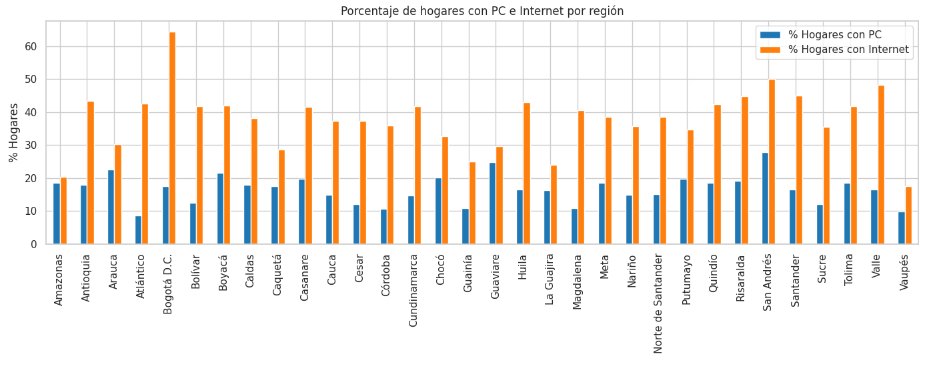 Porcentaje de hogares con PC e Internet por región
% Hogares con PC
% Hogares con Internet
% Hogares
60
50
40
30
20
10
0
Amazonas
Antioquia
Arauca
Atlántico
Bogotá D.C.
Bolívar
Boyacá
Caldas
Caquetá
Casanare
Cauca
Cesar
Córdoba
Cundinamarca
Chocó
Guainía
Guaviare
Huila
La Guajira
Magdalena
Meta
Nariño
Norte de Santander
Putumayo
Quindío
Risaralda
San Andrés
Santander
Sucre
Tolima
Valle
Vaupés